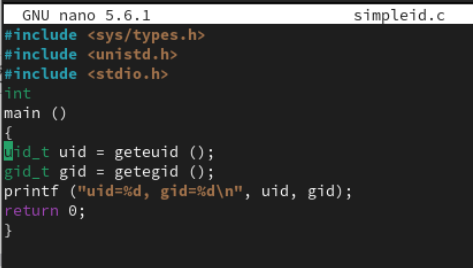 GNU nano 5.6.1 simpleid.c
#include <sys/types.h>
#include <unistd.h>
#include <stdio.h>
int
main ()
{
uid_t uid = geteuid ();
gid_t gid = getegid ();
printf ("uid=%d, gid=%d\n", uid, gid);
return 0;
}